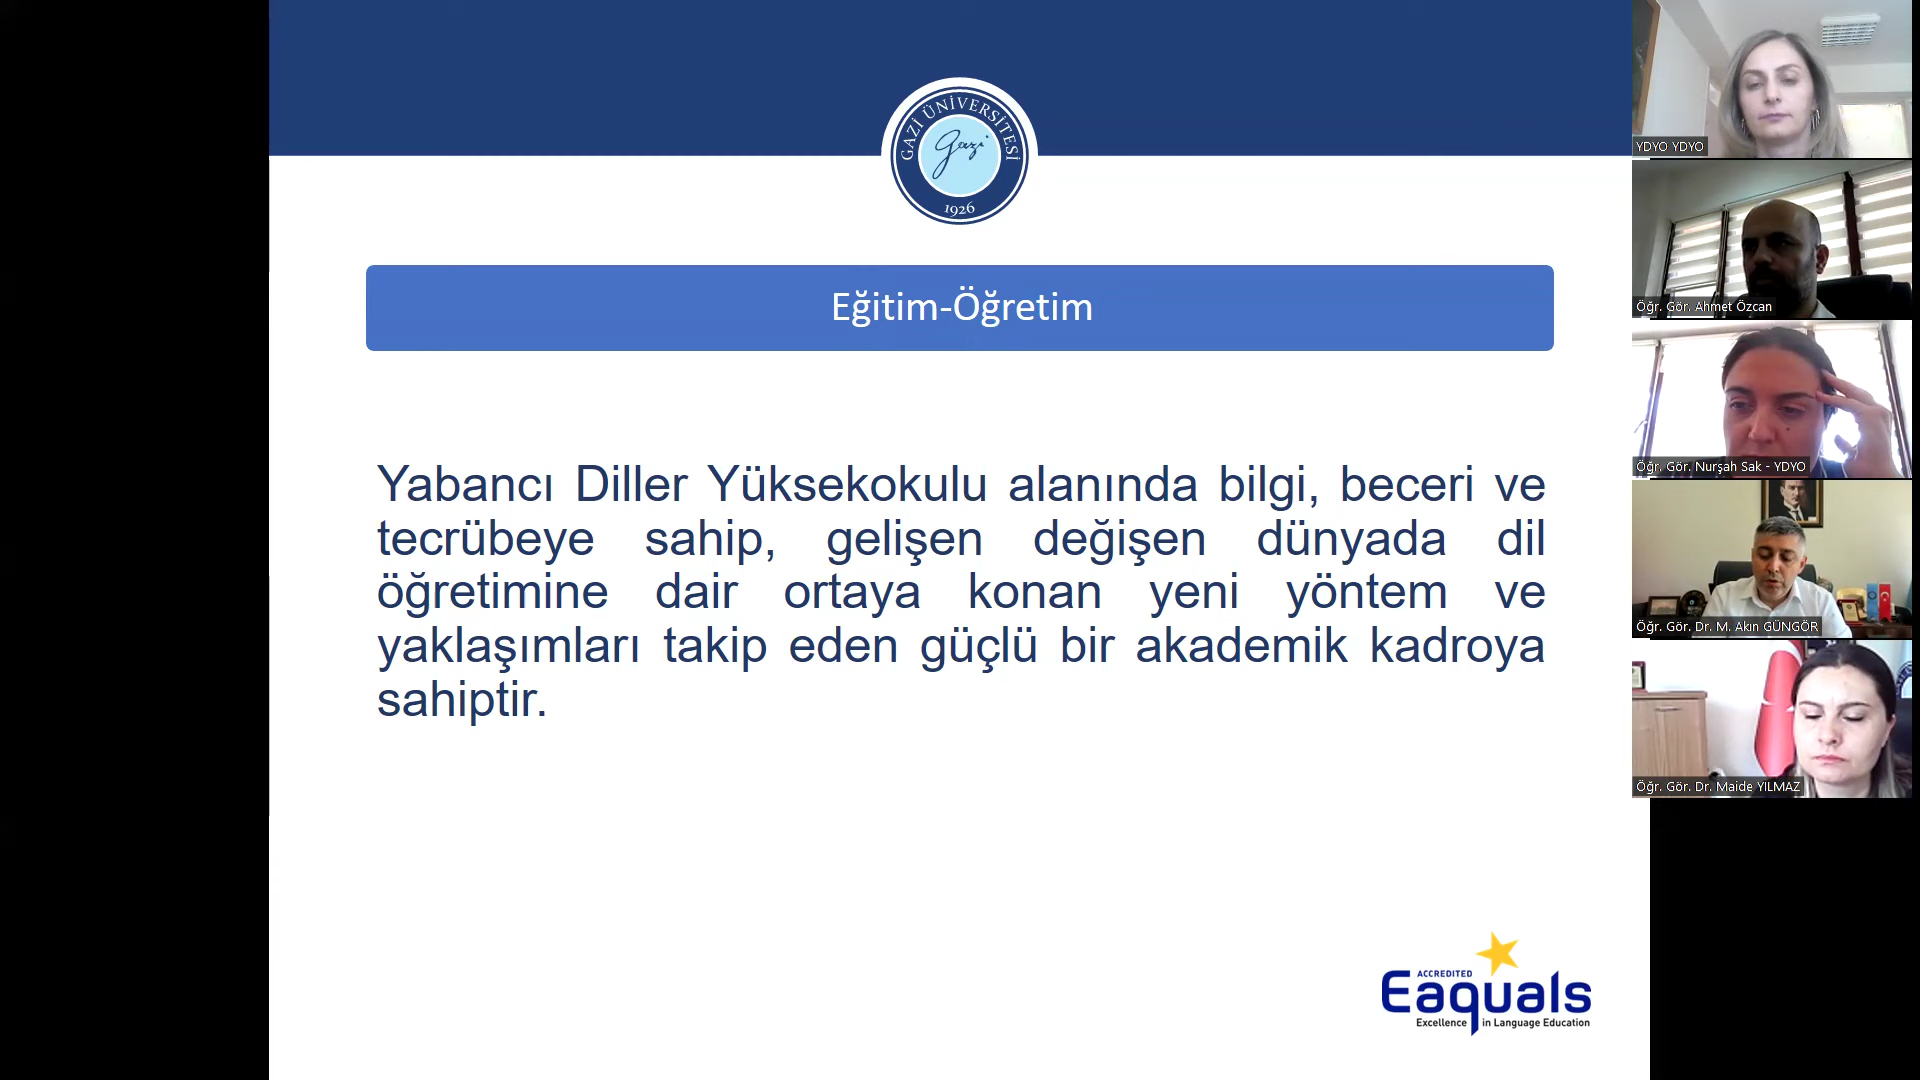 GAZİ ÜNİVERSİTESİ
Gazi
1926
Eğitim-Öğretim
Yabancı Diller Yüksekokulu alanında bilgi, beceri ve
tecrübeye sahip, gelişen değişen dünyada dil
öğretimine dair ortaya konan yeni yöntem ve
yaklaşımları takip eden güçlü bir akademik kadroya
sahiptir.
ACCREDITED
Eaquals
Excellence in Language Education
YDYO YDYO
Öğr. Gör. Ahmet Özcan
Öğr. Gör. Nurşah Sak - YDYO
Öğr. Gör. Dr. M. Akın GÜNGÖR
Öğr. Gör. Dr. Maide YILMAZ